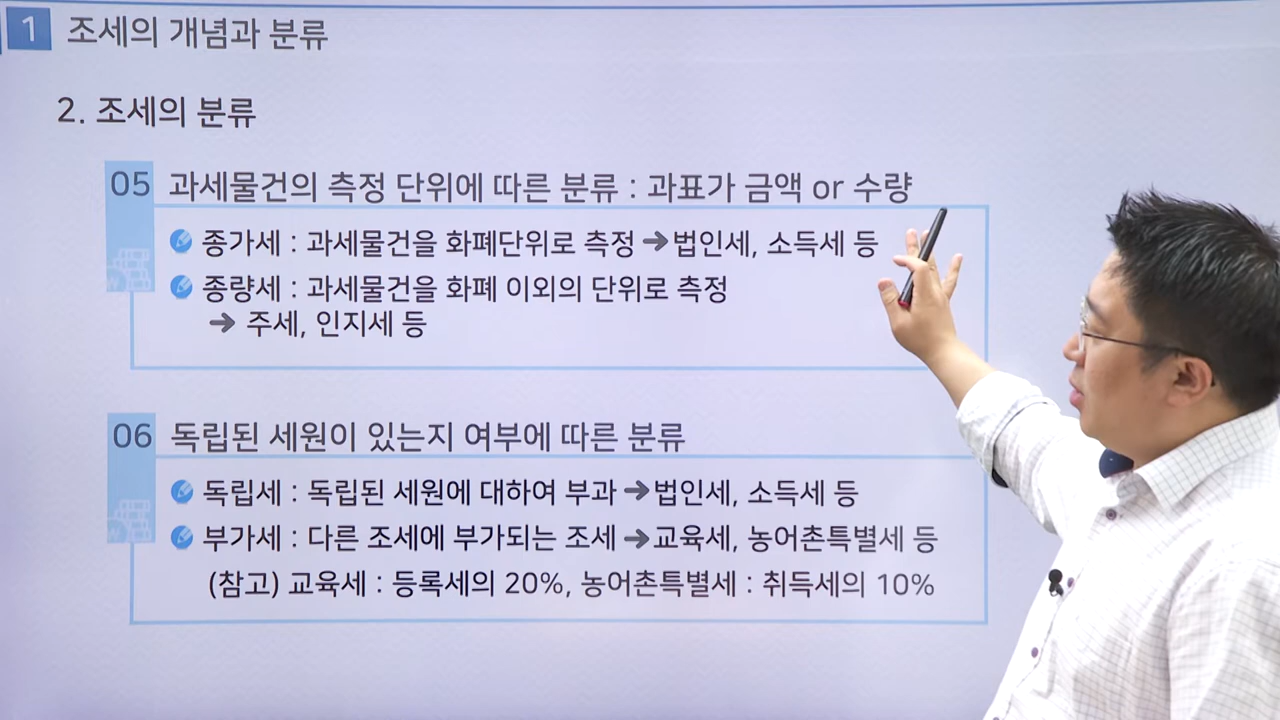 1 조세의 개념과 분류
2. 조세의 분류
05 과세물건의 측정 단위에 따른 분류 : 과표가 금액 or 수량
종가세 : 과세물건을 화폐단위로 측정 ➔ 법인세, 소득세 등
종량세 : 과세물건을 화폐 이외의 단위로 측정
➔ 주세, 인지세 등
06 독립된 세원이 있는지 여부에 따른 분류
독립세 : 독립된 세원에 대하여 부과 ➔ 법인세, 소득세 등
부가세 : 다른 조세에 부가되는 조세 ➔ 교육세, 농어촌특별세 등
(참고) 교육세 : 등록세의 20%, 농어촌특별세 : 취득세의 10%